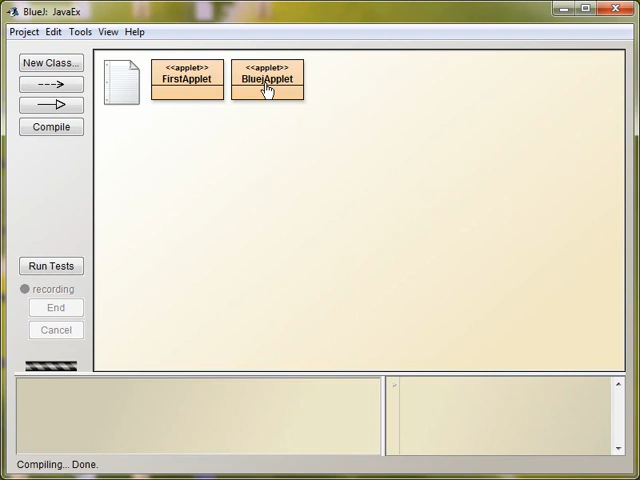 BlueJ: JavaEx
Project Edit Tools View Help
New Class...
Compile
<<applet>>
FirstApplet
<<applet>>
BluejApplet
Run Tests
recording
End
Cancel
Compiling... Done.